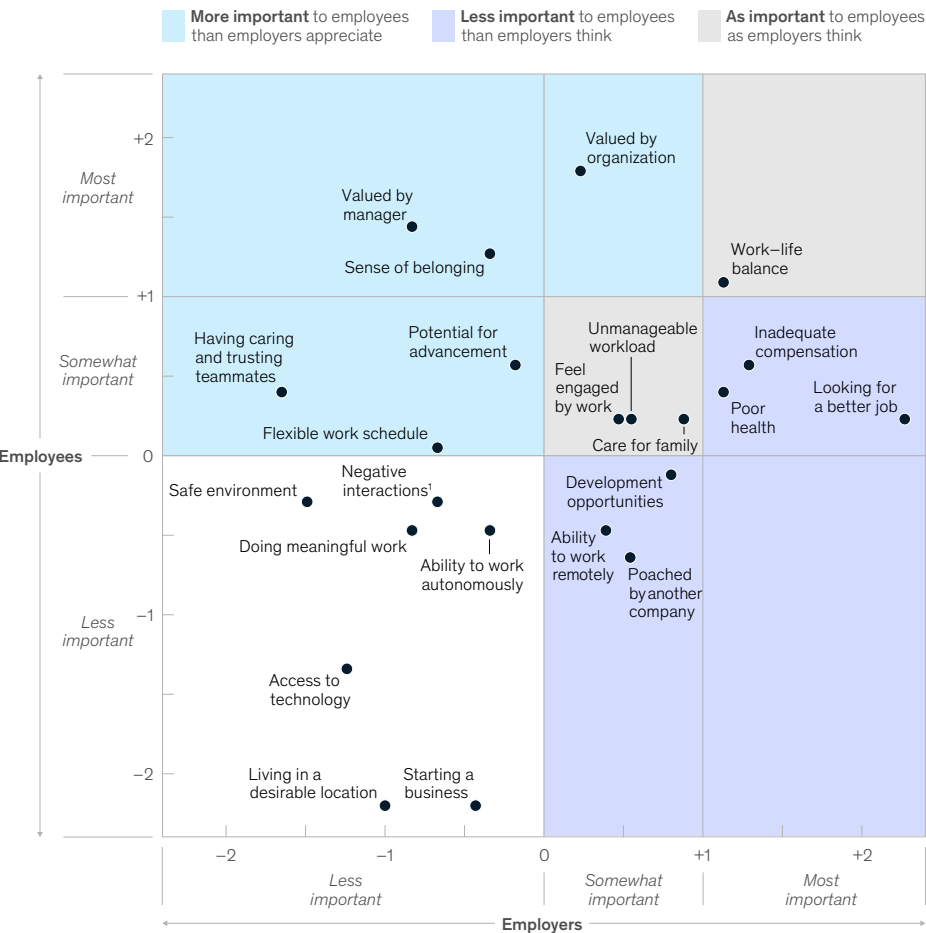 More important to employees
than employers appreciate
Less important to employees
than employers think
As important to employees
as employers think
+2
Most
important
Valued by
organization
Valued by
manager
Sense of belonging
Work–life
balance
+1
Somewhat
important
Having caring
and trusting
teammates
Potential for
advancement
Unmanageable
workload
Feel
engaged
by work
Inadequate
compensation
Looking for
a better job
Poor
health
Flexible work schedule
Care for family
Employees
0
Safe environment
Negative
interactions¹
Doing meaningful work
Ability to work
autonomously
Development
opportunities
Ability
to work
remotely
Poached
by another
company
−1
Less
important
Access to
technology
−2
Living in a
desirable location
Starting a
business
−2
−1
0
+1
+2
Less
important
Somewhat
important
Most
important
Employers